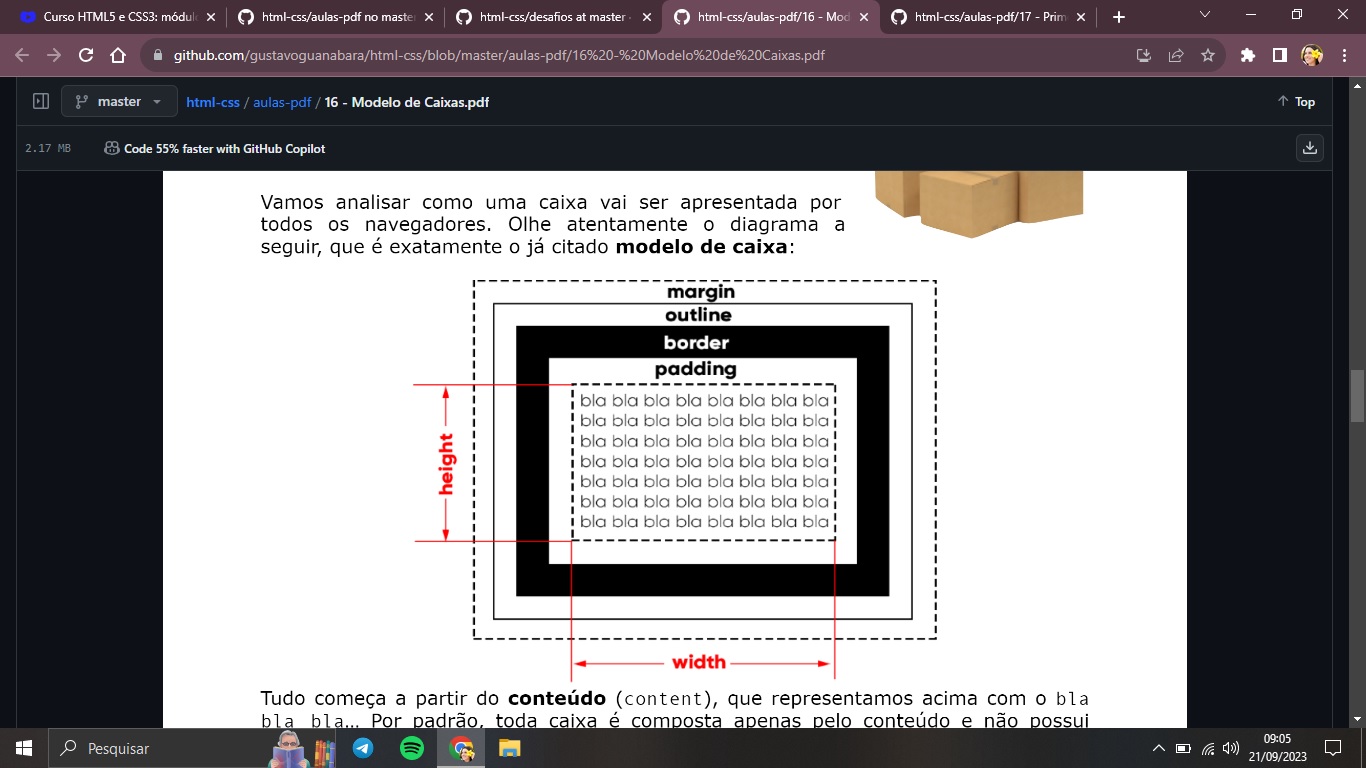 Curso HTML5 e CSS3: módul
html-css/aulas-pdf no maste
html-css/desafios at master
html-css/aulas-pdf/16 - Mod
html-css/aulas-pdf/17 - Prim
github.com/gustavoguanabara/html-css/blob/master/aulas-pdf/16%20-%20Modelo%20de%20Caixas.pdf
master
html-css / aulas-pdf / 16 - Modelo de Caixas.pdf
Top
2.17 MB
Code 55% faster with GitHub Copilot
Vamos analisar como uma caixa vai ser apresentada por
todos os navegadores. Olhe atentamente o diagrama a
seguir, que é exatamente o já citado modelo de caixa:
margin
outline
border
padding
bla bla bla bla bla bla bla bla
bla bla bla bla bla bla bla bla
bla bla bla bla bla bla bla bla
bla bla bla bla bla bla bla bla
bla bla bla bla bla bla bla bla
bla bla bla bla bla bla bla bla
bla bla bla bla bla bla bla bla
height
width
Tudo começa a partir do conteúdo (content), que representamos acima com o bla
bla bla… Por padrão, toda caixa é composta apenas pelo conteúdo e não possui
Pesquisar
09:05
21/09/2023